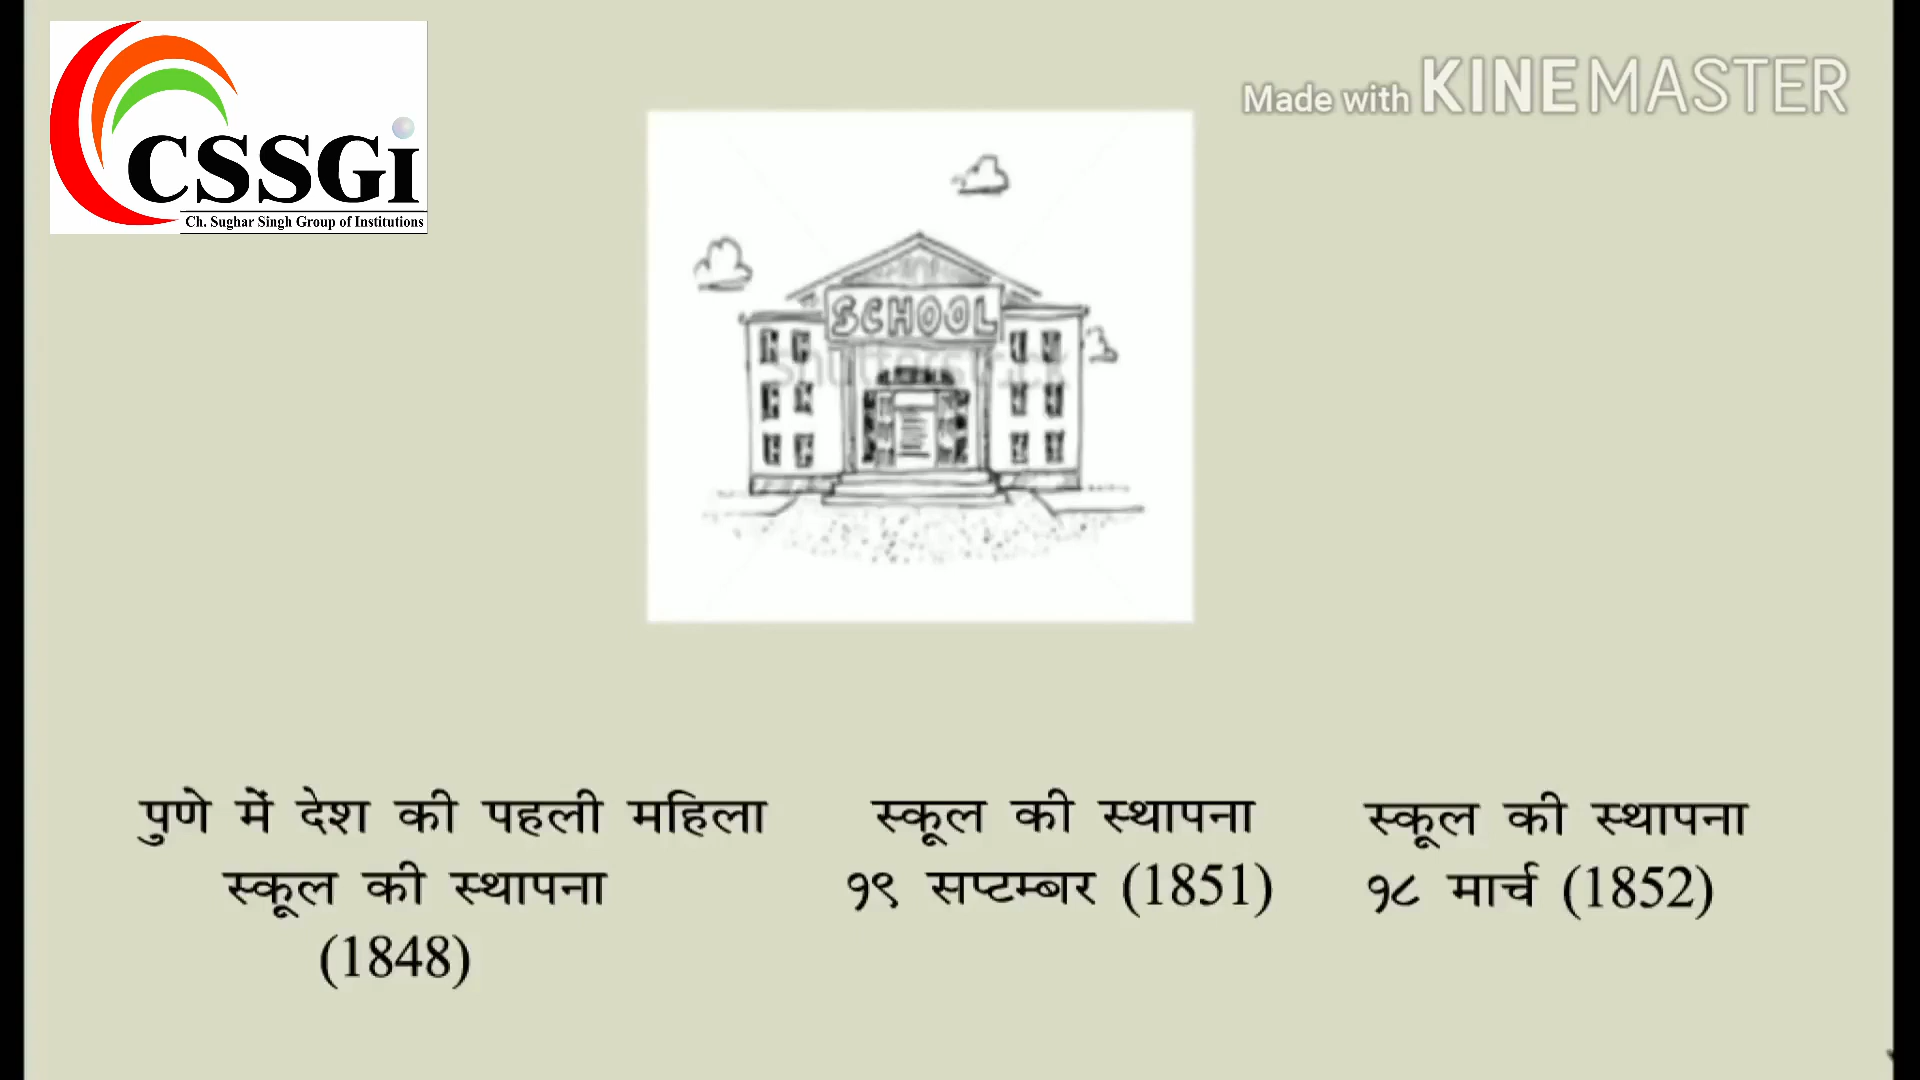 CSSGi
Ch. Sughar Singh Group of Institutions
Made with KINEMASTER
SCHOOL
shutterstock
पुणे में देश की पहली महिला
स्कूल की स्थापना
(1848)
स्कूल की स्थापना
१९ सप्टम्बर (1851)
स्कूल की स्थापना
१८ मार्च (1852)